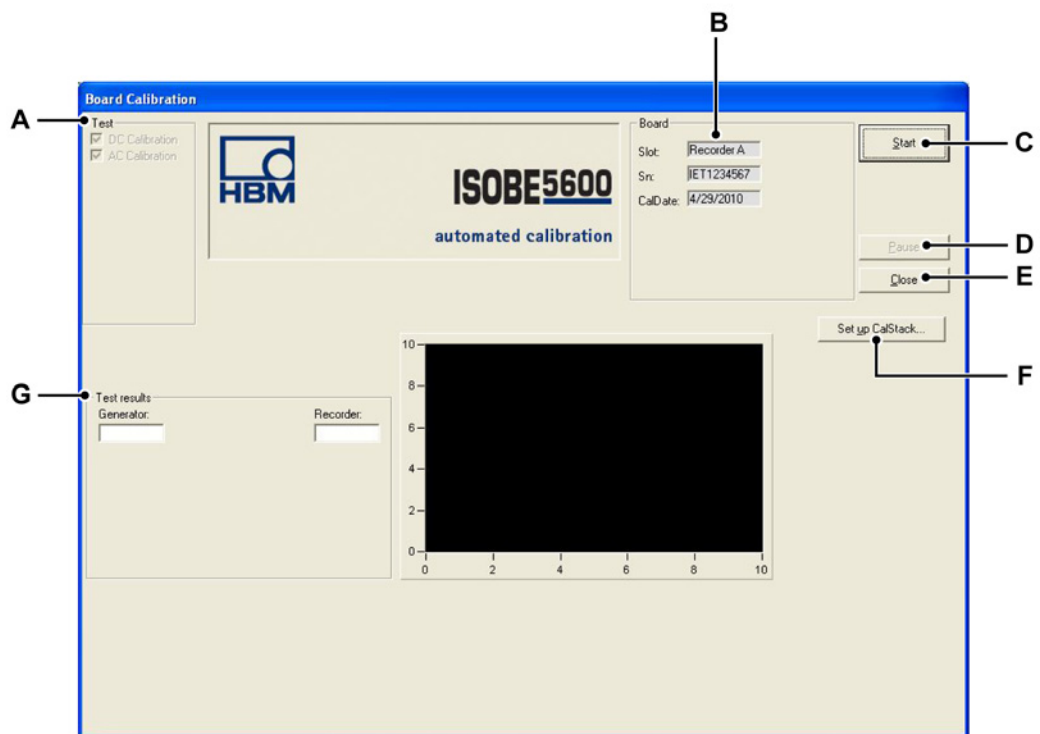 B
Board Calibration
A
Test
DC Calibration
AC Calibration
HBM
ISOBE5600
automated calibration
Board
Slot: Recorder A
Sn: IET1234567
CalDate: 4/29/2010
Start
C
Pause
D
Close
E
Set up CalStack...
F
G
Test results
Generator:
Recorder:
10
8
6
4
2
0
0 2 4 6 8 10